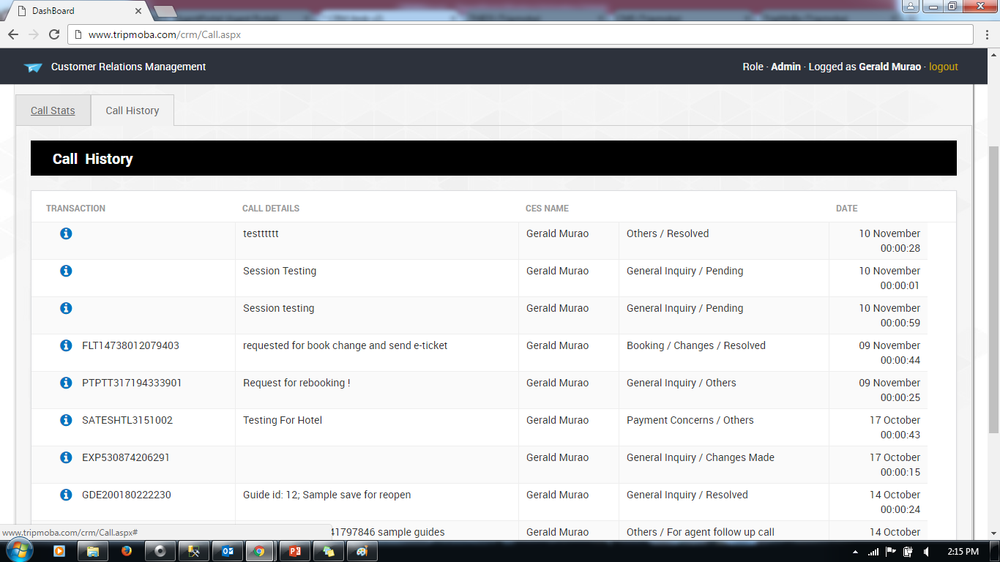 DashBoard
www.tripmoba.com/crm/Call.aspx
Customer Relations Management
Role · Admin · Logged as Gerald Murao · logout
Call Stats
Call History
Call History
TRANSACTION CALL DETAILS CES NAME DATE
testttttt Gerald Murao Others / Resolved 10 November
00:00:28
Session Testing Gerald Murao General Inquiry / Pending 10 November
00:00:01
Session testing Gerald Murao General Inquiry / Pending 10 November
00:00:59
FLT14738012079403 requested for book change and send e-ticket Gerald Murao Booking / Changes / Resolved 09 November
00:00:44
PTPTT317194333901 Request for rebooking ! Gerald Murao General Inquiry / Others 09 November
00:00:25
SATESHTL3151002 Testing For Hotel Gerald Murao Payment Concerns / Others 17 October
00:00:43
EXP530874206291 Gerald Murao General Inquiry / Changes Made 17 October
00:00:15
GDE200180222230 Guide id: 12; Sample save for reopen Gerald Murao General Inquiry / Resolved 14 October
00:00:24
www.tripmoba.com/crm/Call.aspx# 41797846 sample guides Gerald Murao Others / For agent follow up call 14 October
2:15 PM